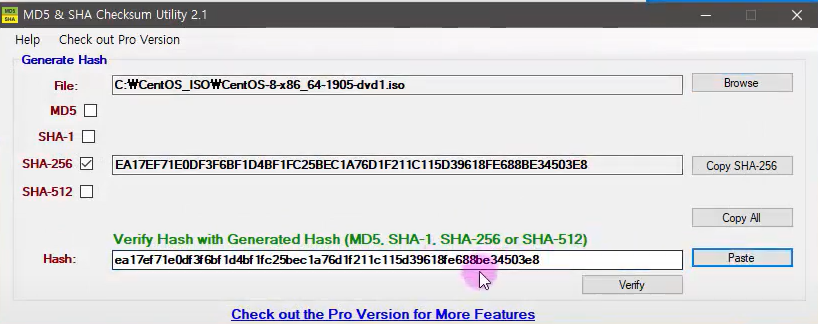 MD5
SHA
MD5 & SHA Checksum Utility 2.1
Help Check out Pro Version
Generate Hash
File: C:₩CentOS_ISO₩CentOS-8-x86_64-1905-dvd1.iso Browse
MD5
SHA-1
SHA-256 EA17EF71E0DF3F6BF1D4BF1FC25BEC1A76D1F211C115D39618FE688BE34503E8 Copy SHA-256
SHA-512
Copy All
Verify Hash with Generated Hash (MD5, SHA-1, SHA-256 or SHA-512)
Hash: ea17ef71e0df3f6bf1d4bf1fc25bec1a76d1f211c115d39618fe688be34503e8 Paste
Verify
Check out the Pro Version for More Features